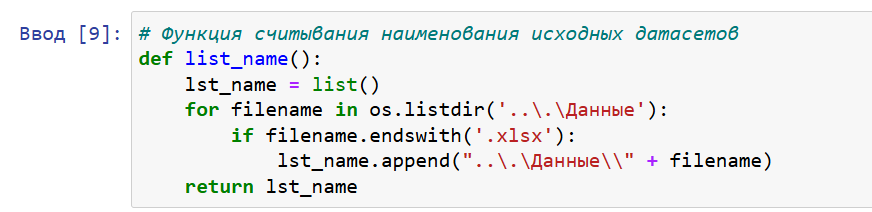 Ввод [9]: # Функция считывания наименования исходных датасетов
def list_name():
    lst_name = list()
    for filename in os.listdir('..\.\Данные'):
        if filename.endswith('.xlsx'):
            lst_name.append("..\.\Данные\\" + filename)
    return lst_name